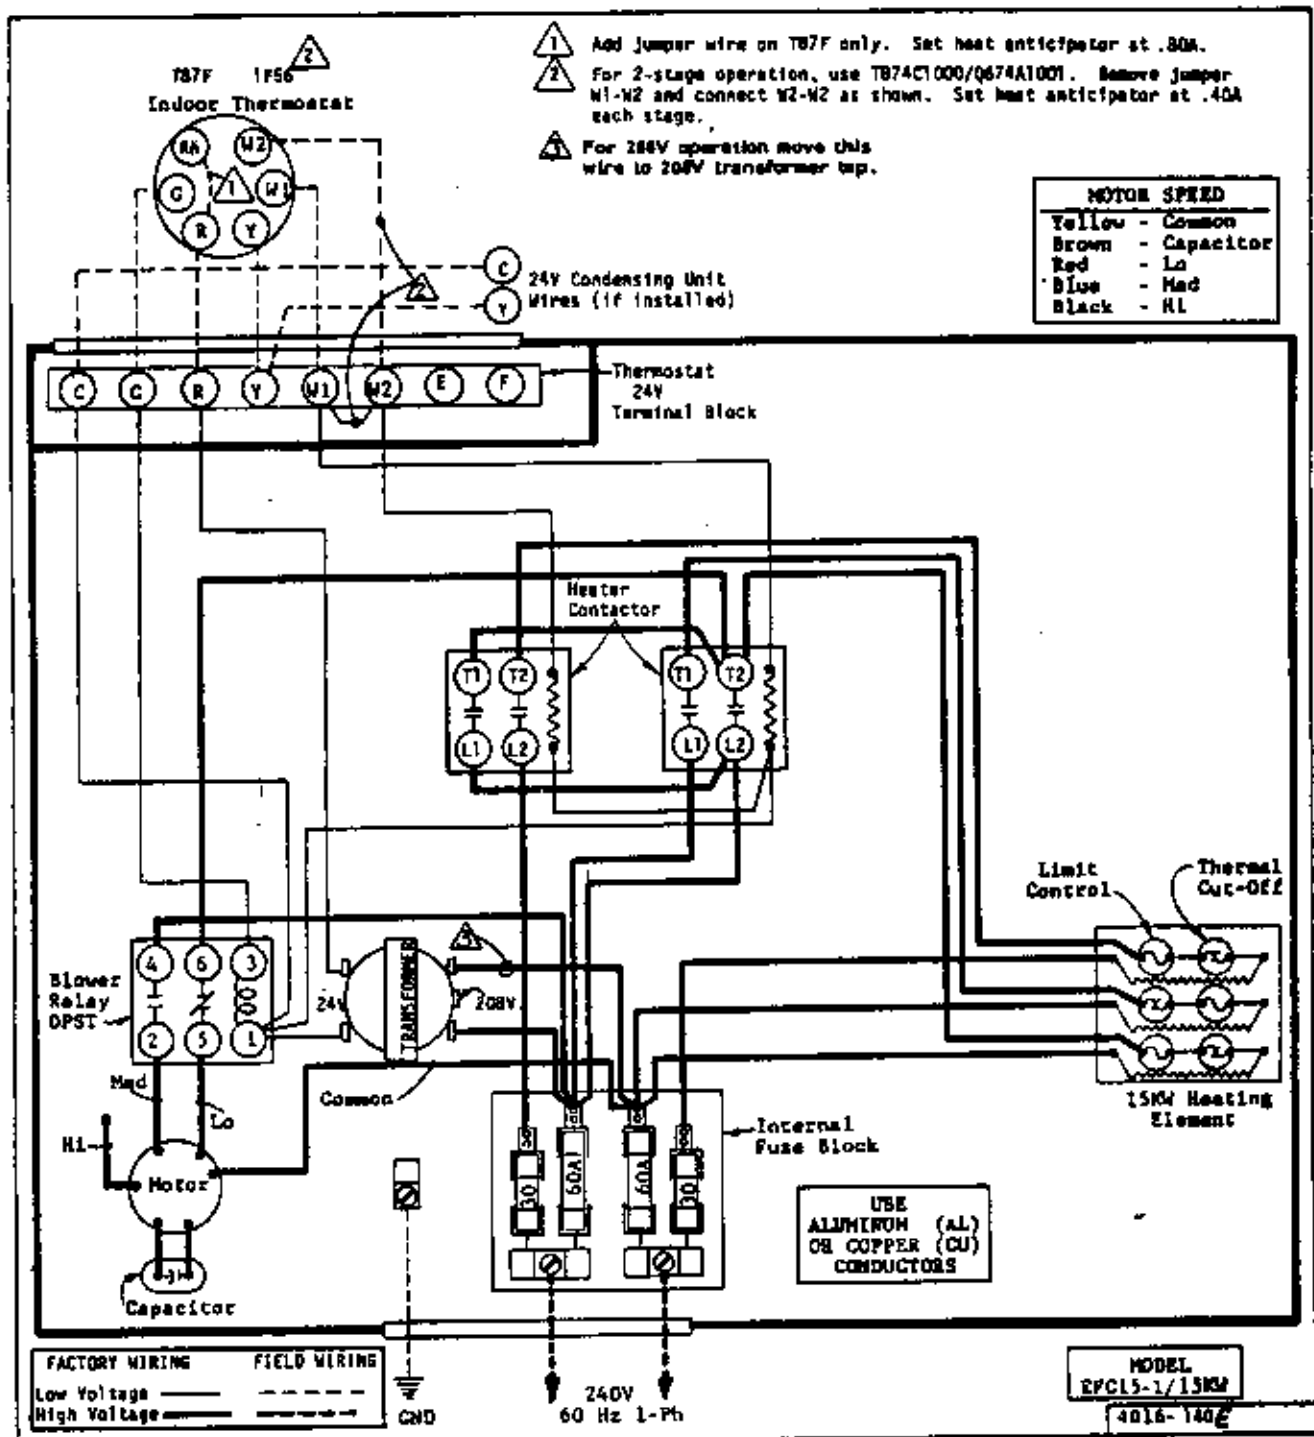 1 Add jumper wire on T87F only. Set heat anticipator at .80A.
2 For 2-stage operation, use T874C1000/Q674A1001. Remove jumper
W1-W2 and connect W2-W2 as shown. Set heat anticipator at .40A
each stage.
3 For 208V operation move this
wire to 208V transformer tap.
T87F 1F56 2
Indoor Thermostat
RH W2
G 1 W1
R Y
MOTOR SPEED
Yellow - Common
Brown - Capacitor
Red - Lo
Blue - Med
Black - Hi
C
Y
24V Condensing Unit
Wires (if installed)
2
C G R Y W1 W2 E F
Thermostat
24V
Terminal Block
Heater
Contactor
T1 T2 T1 T2
L1 L2 L1 L2
Limit
Control
Thermal
Cut-Off
3
4 6 3
2 5 1
Blower
Relay
DPST
24V
TRANSFORMER
208V
Common
Med
Lo
Hi
Motor
Capacitor
15KW Heating
Element
Internal
Fuse Block
30 60A 60A 30
USE
ALUMINUM (AL)
OR COPPER (CU)
CONDUCTORS
FACTORY WIRING FIELD WIRING
Low Voltage
High Voltage
GND
240V
60 Hz 1-Ph
MODEL
EFC15-1/15KW
4016-140E